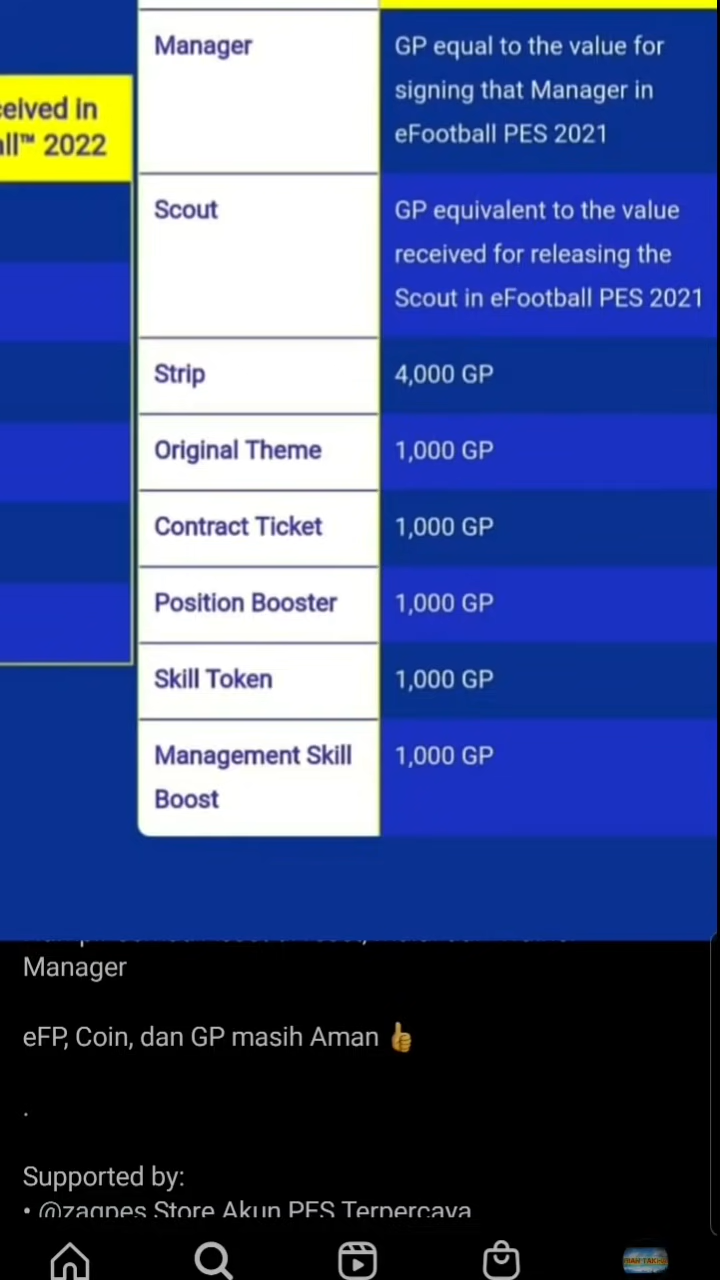 Manager
GP equal to the value for
signing that Manager in
eFootball PES 2021
ceived in
all™ 2022
Scout
GP equivalent to the value
received for releasing the
Scout in eFootball PES 2021
Strip
4,000 GP
Original Theme
1,000 GP
Contract Ticket
1,000 GP
Position Booster
1,000 GP
Skill Token
1,000 GP
Management Skill
Boost
1,000 GP
Manager
eFP, Coin, dan GP masih Aman 👍
.
Supported by:
• @zagpes Store Akun PES Terpercaya